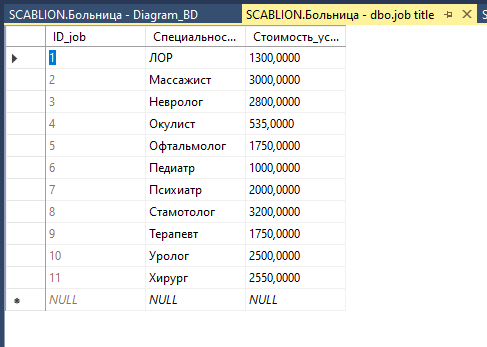 SCABLION.Больница - Diagram_BD SCABLION.Больница - dbo.job title
ID_job Специальнос... Стоимость_ус...
1 ЛОР 1300,0000
2 Массажист 3000,0000
3 Невролог 2800,0000
4 Окулист 535,0000
5 Офтальмолог 1750,0000
6 Педиатр 1000,0000
7 Психиатр 2000,0000
8 Стамотолог 3200,0000
9 Терапевт 1750,0000
10 Уролог 2500,0000
11 Хирург 2550,0000
NULL NULL NULL